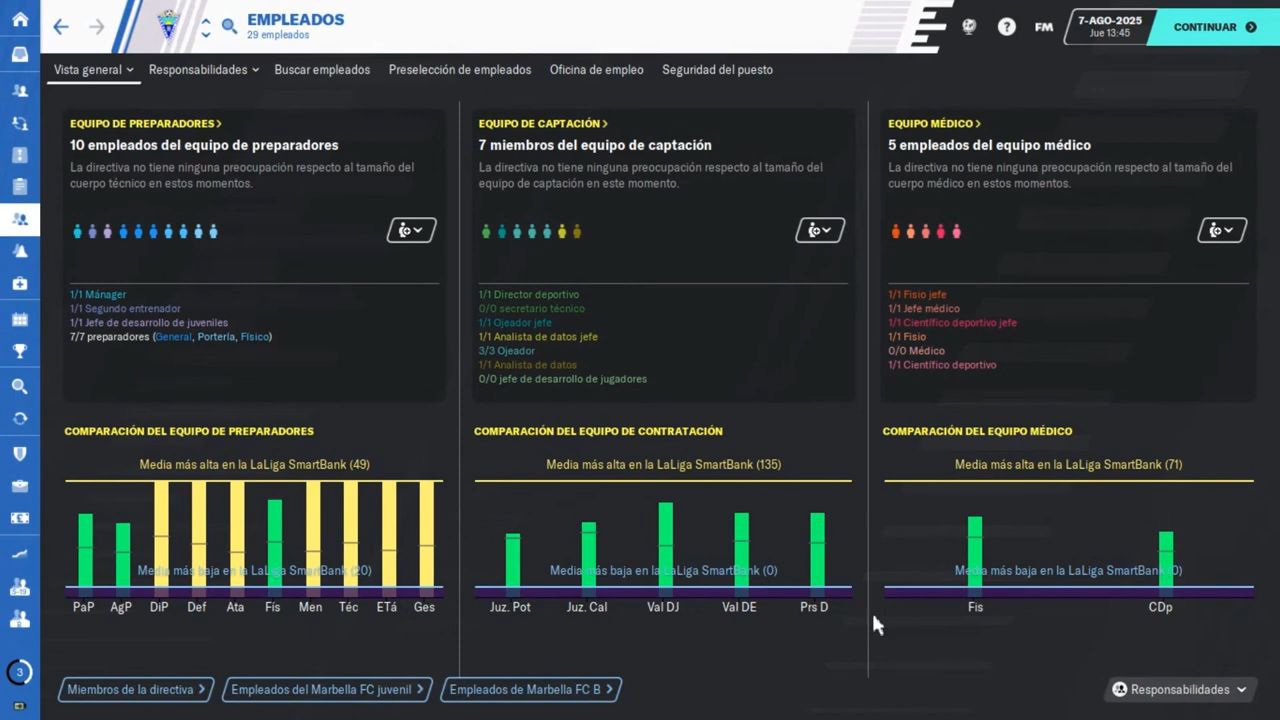 EMPLEADOS
29 empleados
FM
7-AGO-2025
Jue 13:45
CONTINUAR
Vista general
Responsabilidades
Buscar empleados
Preselección de empleados
Oficina de empleo
Seguridad del puesto
EQUIPO DE PREPARADORES
10 empleados del equipo de preparadores
La directiva no tiene ninguna preocupación respecto al tamaño del
cuerpo técnico en estos momentos.
1/1 Mánager
1/1 Segundo entrenador
1/1 Jefe de desarrollo de juveniles
7/7 preparadores (General, Portería, Físico)
EQUIPO DE CAPTACIÓN
7 miembros del equipo de captación
La directiva no tiene ninguna preocupación respecto al tamaño del
equipo de captación en este momento.
1/1 Director deportivo
0/0 secretario técnico
1/1 Ojeador jefe
1/1 Analista de datos jefe
3/3 Ojeador
1/1 Analista de datos
0/0 jefe de desarrollo de jugadores
EQUIPO MÉDICO
5 empleados del equipo médico
La directiva no tiene ninguna preocupación respecto al tamaño del
cuerpo médico en estos momentos.
1/1 Fisio jefe
1/1 Jefe médico
1/1 Científico deportivo jefe
1/1 Fisio
0/0 Médico
1/1 Científico deportivo
COMPARACIÓN DEL EQUIPO DE PREPARADORES
Media más alta en la LaLiga SmartBank (49)
Media más baja en la LaLiga SmartBank (20)
PaP AgP DiP Def Ata Fís Men Téc ETá Ges
COMPARACIÓN DEL EQUIPO DE CONTRATACIÓN
Media más alta en la LaLiga SmartBank (135)
Media más baja en la LaLiga SmartBank (0)
Juz. Pot Juz. Cal Val DJ Val DE Prs D
COMPARACIÓN DEL EQUIPO MÉDICO
Media más alta en la LaLiga SmartBank (71)
Media más baja en la LaLiga SmartBank (0)
Fis CDp
3
Miembros de la directiva
Empleados del Marbella FC juvenil
Empleados de Marbella FC B
Responsabilidades